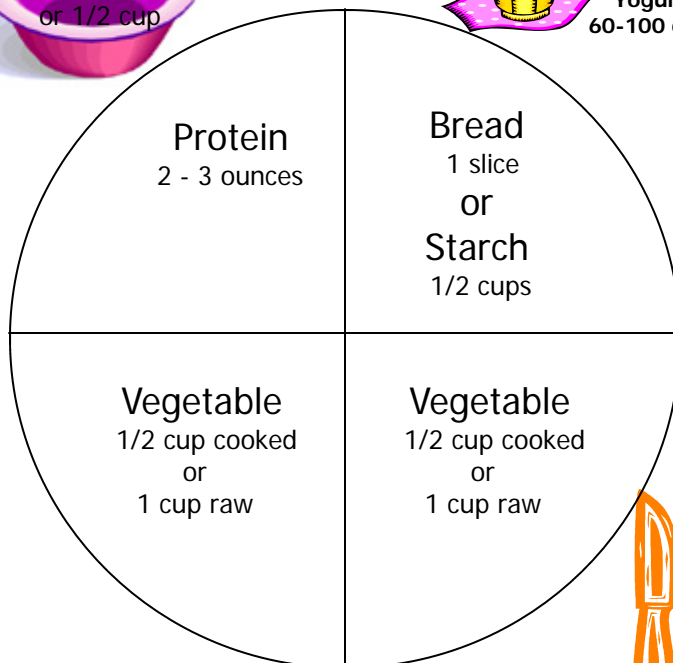 or 1/2 cup
60-100
Protein
2 - 3 ounces
Bread
1 slice
or
Starch
1/2 cups
Vegetable
1/2 cup cooked
or
1 cup raw
Vegetable
1/2 cup cooked
or
1 cup raw